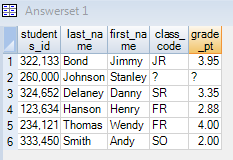 Answerset 1
students_id last_name first_name class_code grade_pt
1 322,133 Bond Jimmy JR 3.95
2 260,000 Johnson Stanley ? ?
3 324,652 Delaney Danny SR 3.35
4 123,634 Hanson Henry FR 2.88
5 234,121 Thomas Wendy FR 4.00
6 333,450 Smith Andy SO 2.00